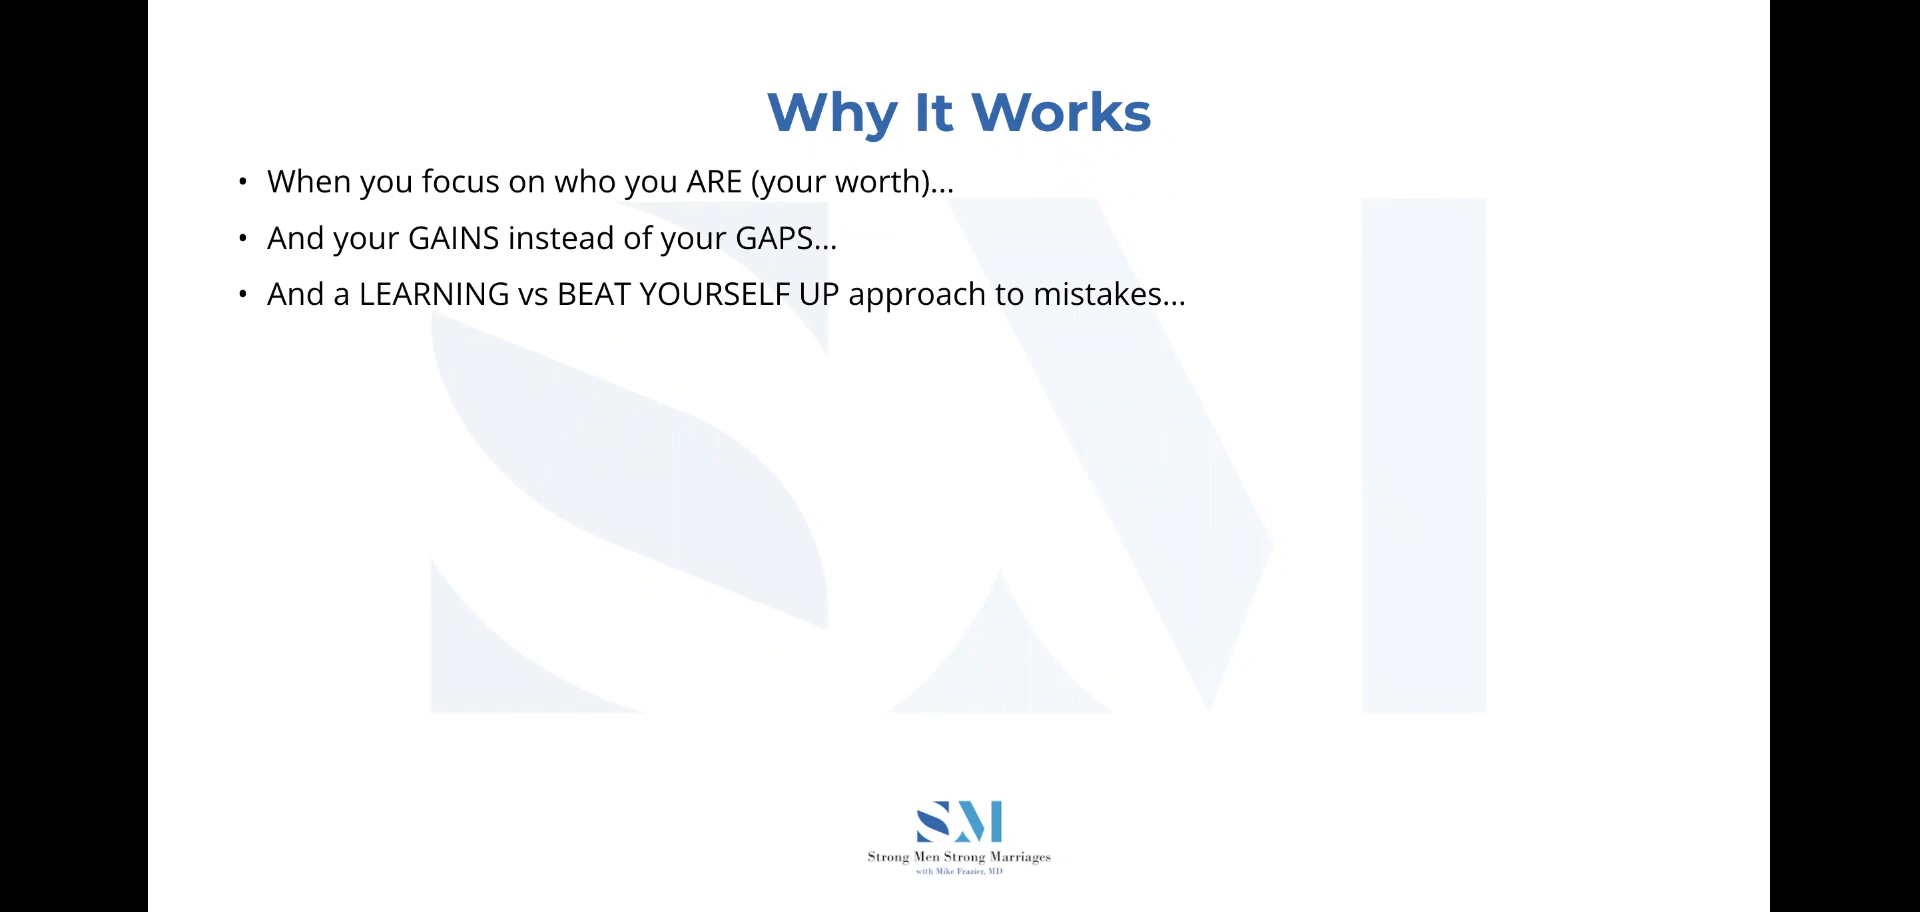 Why It Works
• When you focus on who you ARE (your worth)...
• And your GAINS instead of your GAPS...
• And a LEARNING vs BEAT YOURSELF UP approach to mistakes...
SM
SM
Strong Men Strong Marriages
with Mike Frazier, MD